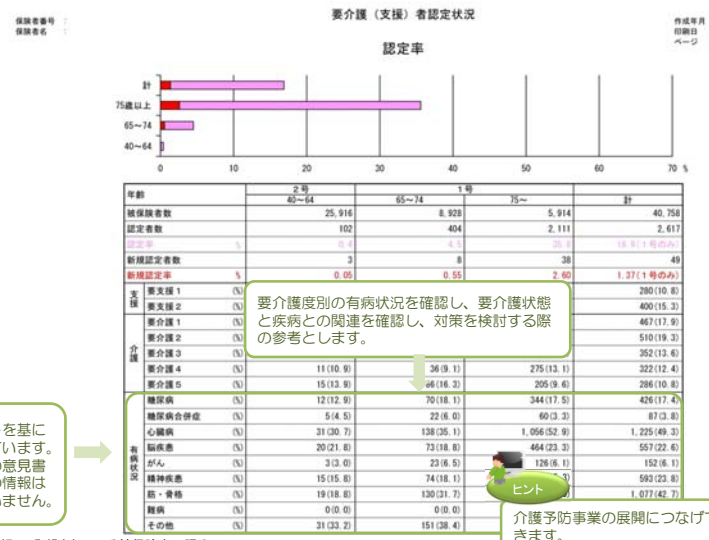 要介護（支援）者認定状況
保険者番号 :
保険者名 :
作成年月
印刷日
ページ
認定率
計
75歳以上
65～74
40～64
0 10 20 30 40 50 60 70 %
年齢 2号 1号 計
40～64 65～74 75～
被保険者数 25,916 8,928 5,914 40,758
認定者数 102 404 2,111 2,617
認定率 % 0.4 4.5 (1号のみ)
新規認定者数 3 8 38 49
新規認定率 % 0.05 0.55 2.60 1.37(1号のみ)
支援 要支援1 (%) 280(10.8)
要支援2 (%) 400(15.3)
介護 要介護1 (%) 467(17.9)
要介護2 (%) 510(19.3)
要介護3 (%) 352(13.6)
要介護4 (%) 11(10.9) 36(9.1) 275(13.1) 322(12.4)
要介護5 (%) 15(13.9) 66(16.3) 205(9.6) 286(10.8)
要介護度別の有病状況を確認し、要介護状態
と疾病との関連を確認し、対策を検討する際
の参考とします。
有病状況 糖尿病 (%) 12(12.9) 70(18.1) 344(17.5) 426(17.4)
糖尿病合併症 (%) 5(4.5) 22(6.0) 60(3.3) 87(3.8)
心臓病 (%) 31(30.7) 138(35.1) 1,056(52.9) 1,225(49.3)
脳疾患 (%) 20(21.8) 73(18.8) 464(23.3) 557(22.6)
がん (%) 3(3.0) 23(6.5) 126(6.1) 152(6.1)
精神疾患 (%) 15(15.8) 74(18.1) 593(23.8)
筋・骨格 (%) 19(18.8) 130(31.7) 1,077(42.7)
難病 (%) 0(0.0) 0(0.0)
その他 (%) 31(33.2) 151(38.4)
トを基に
ています。
の意見書
の情報は
ません。
ヒント
介護予防事業の展開につなげて
きます。